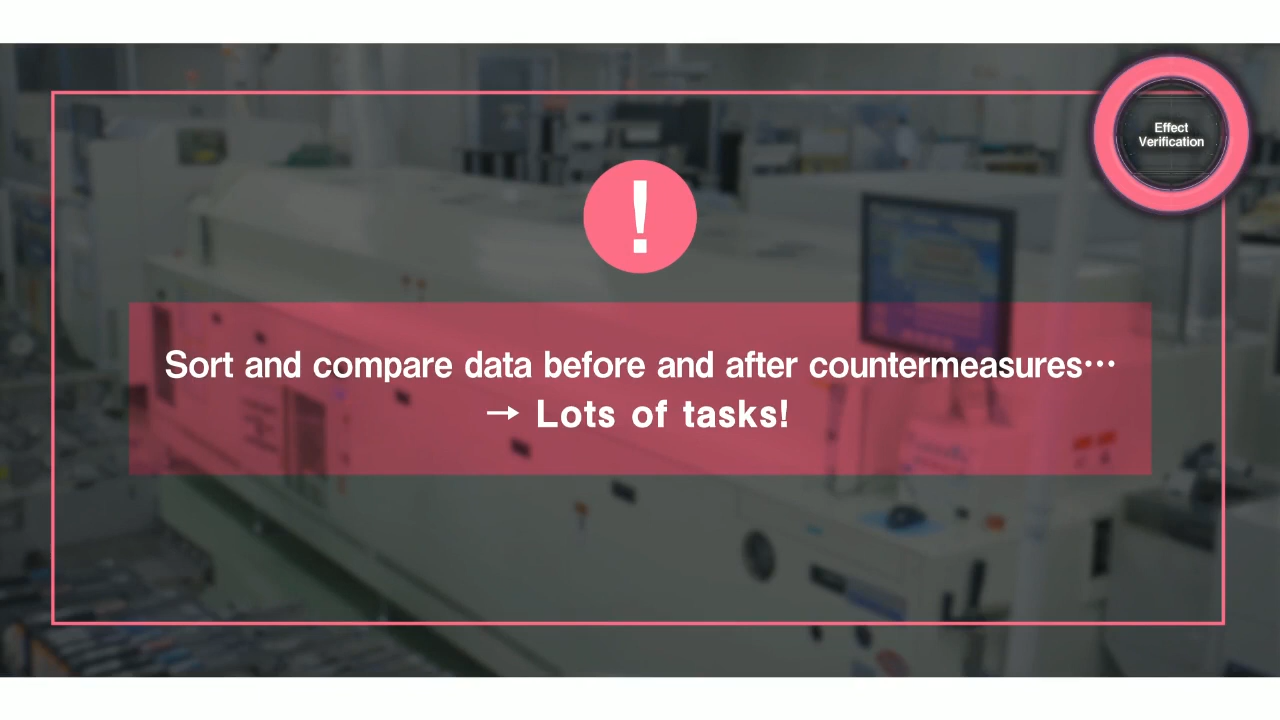 Effect
Verification
!
Sort and compare data before and after countermeasures…
→ Lots of tasks!